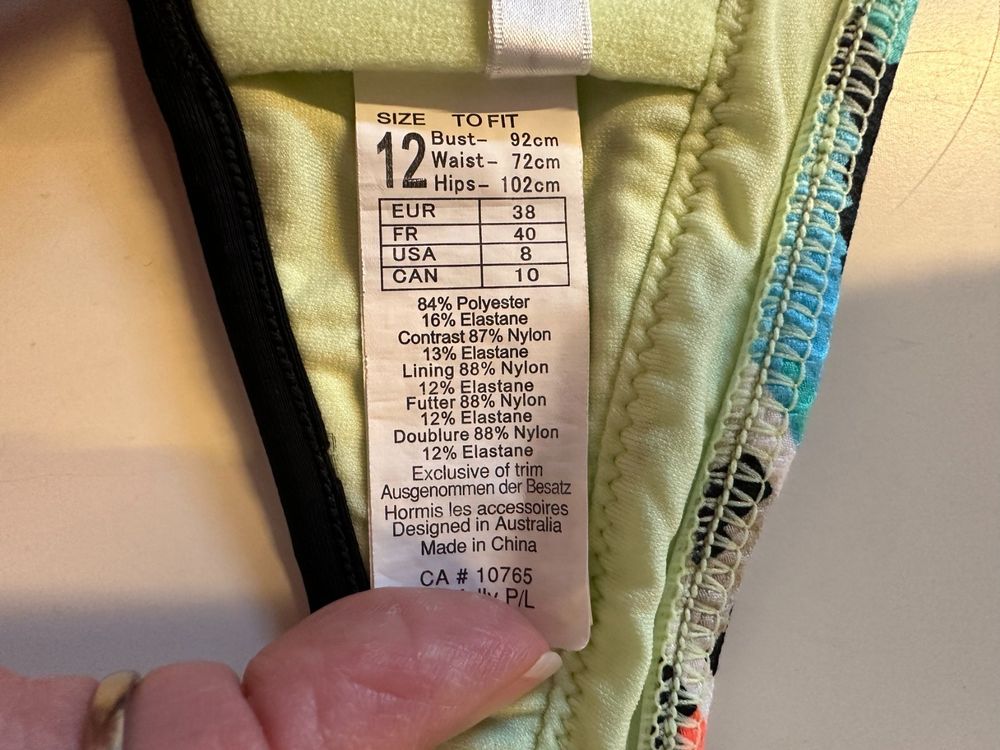 SIZE TO FIT
12 Bust- 92cm
Waist- 72cm
Hips- 102cm
EUR 38
FR 40
USA 8
CAN 10
84% Polyester
16% Elastane
Contrast 87% Nylon
13% Elastane
Lining 88% Nylon
12% Elastane
Futter 88% Nylon
12% Elastane
Doublure 88% Nylon
12% Elastane
Exclusive of trim
Ausgenommen der Besatz
Hormis les accessoires
Designed in Australia
Made in China
CA # 10765
P/L